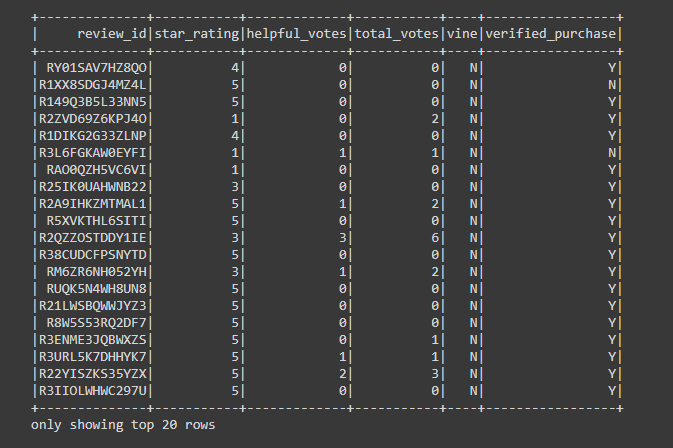 +--------------+-----------+-------------+-----------+----+-----------------+
|     review_id|star_rating|helpful_votes|total_votes|vine|verified_purchase|
+--------------+-----------+-------------+-----------+----+-----------------+
| RY01SAV7HZ8QO|          4|            0|          0|   N|                Y|
|R1XX8SDGJ4MZ4L|          5|            0|          0|   N|                N|
|R149Q3B5L33NN5|          5|            0|          0|   N|                Y|
|R2ZVD69Z6KPJ4O|          1|            0|          2|   N|                Y|
|R1DIKG2G33ZLNP|          4|            0|          0|   N|                Y|
|R3L6FGKAW0EYFI|          1|            1|          1|   N|                N|
| RAO0QZH5VC6VI|          1|            0|          0|   N|                Y|
|R25IK0UAHWNB22|          3|            0|          0|   N|                Y|
|R2A9IHKZMTMAL1|          5|            1|          2|   N|                Y|
| R5XVKTHL6SITI|          5|            0|          0|   N|                Y|
|R2QZZOSTDDY1IE|          3|            3|          6|   N|                Y|
|R38CUDCFPSNYTD|          5|            0|          0|   N|                Y|
| RM6ZR6NH052YH|          3|            1|          2|   N|                Y|
| RUQK5N4WH8UN8|          5|            0|          0|   N|                Y|
|R21LWSBQWWJYZ3|          5|            0|          0|   N|                Y|
| R8W5S53RQ2DF7|          5|            0|          0|   N|                Y|
|R3ENME3JQBWXZS|          5|            0|          1|   N|                Y|
|R3URL5K7DHHYK7|          5|            1|          1|   N|                Y|
|R22YISZKS35YZX|          5|            2|          3|   N|                Y|
|R3IIOLWHWC297U|          5|            0|          0|   N|                Y|
+--------------+-----------+-------------+-----------+----+-----------------+
only showing top 20 rows